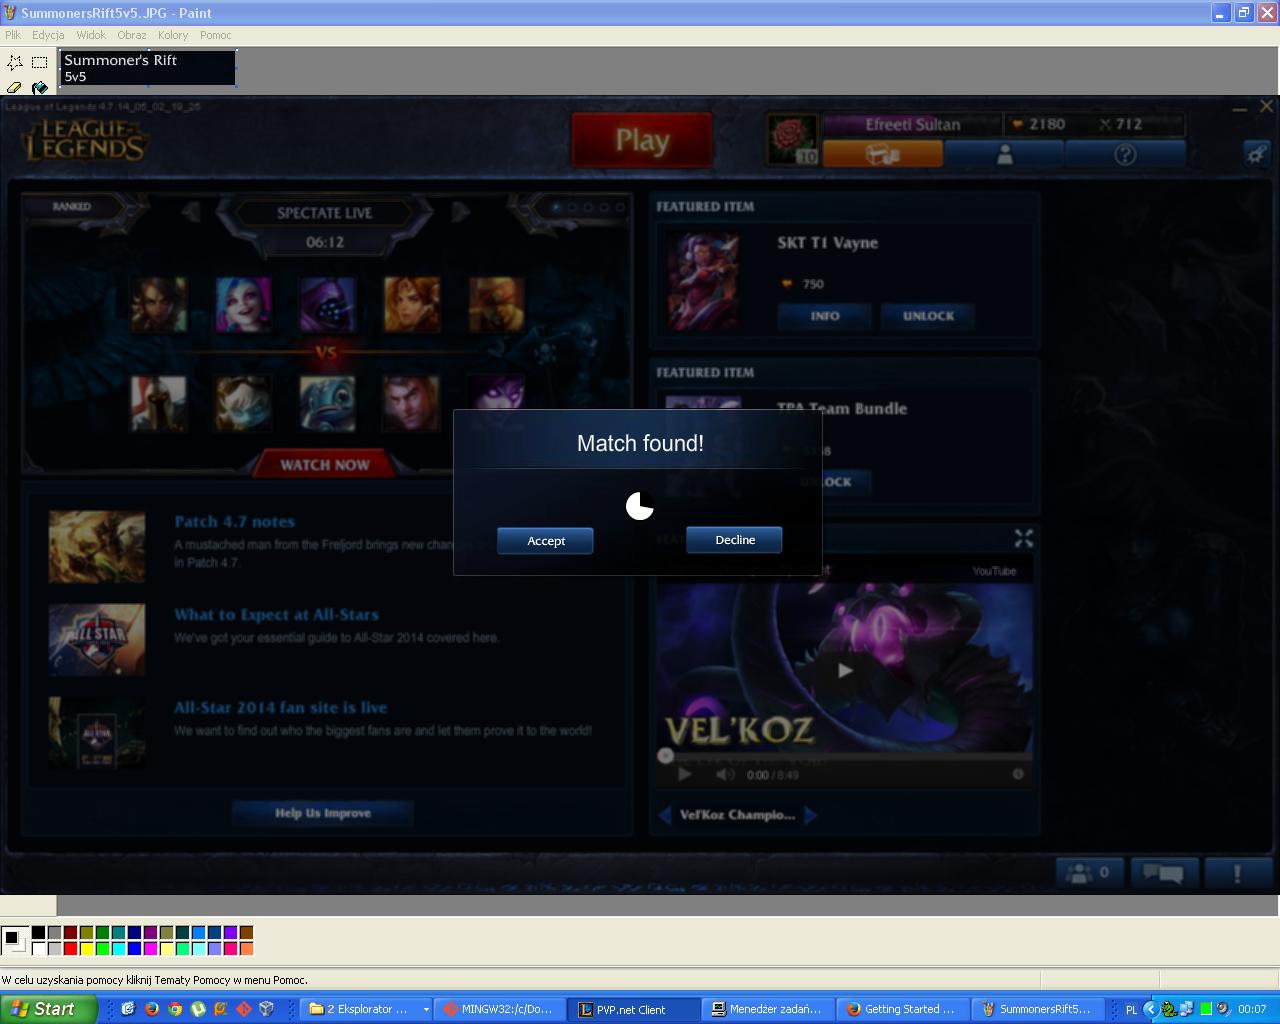 SummonersRift5v5.JPG - Paint
Plik Edycja Widok Obraz Kolory Pomoc
Summoner's Rift
5v5
League of Legends 4.7.14_05_02_19_25
LEAGUE OF LEGENDS
Play
10
Efreeti Sultan
2180
712
RANKED
SPECTATE LIVE
06:12
VS
WATCH NOW
FEATURED ITEM
SKT T1 Vayne
750
INFO
UNLOCK
FEATURED ITEM
TPA Team Bundle
UNLOCK
Match found!
Accept
Decline
Patch 4.7 notes
A mustached man from the Freljord brings new
in Patch 4.7.
What to Expect at All-Stars
We've got your essential guide to All-Star 2014 covered here.
ALL STAR
All-Star 2014 fan site is live
We want to find out who the biggest fans are and let them prove it to the world!
Help Us Improve
YouTube
VEL'KOZ
0:00 / 8:49
Vel'Koz Champio...
0
W celu uzyskania pomocy kliknij Tematy Pomocy w menu Pomoc.
Start
2 Eksplorator ...
MINGW32:/c/Do...
PVP.net Client
Menedżer zadań...
Getting Started ...
SummonersRift5...
PL
00:07